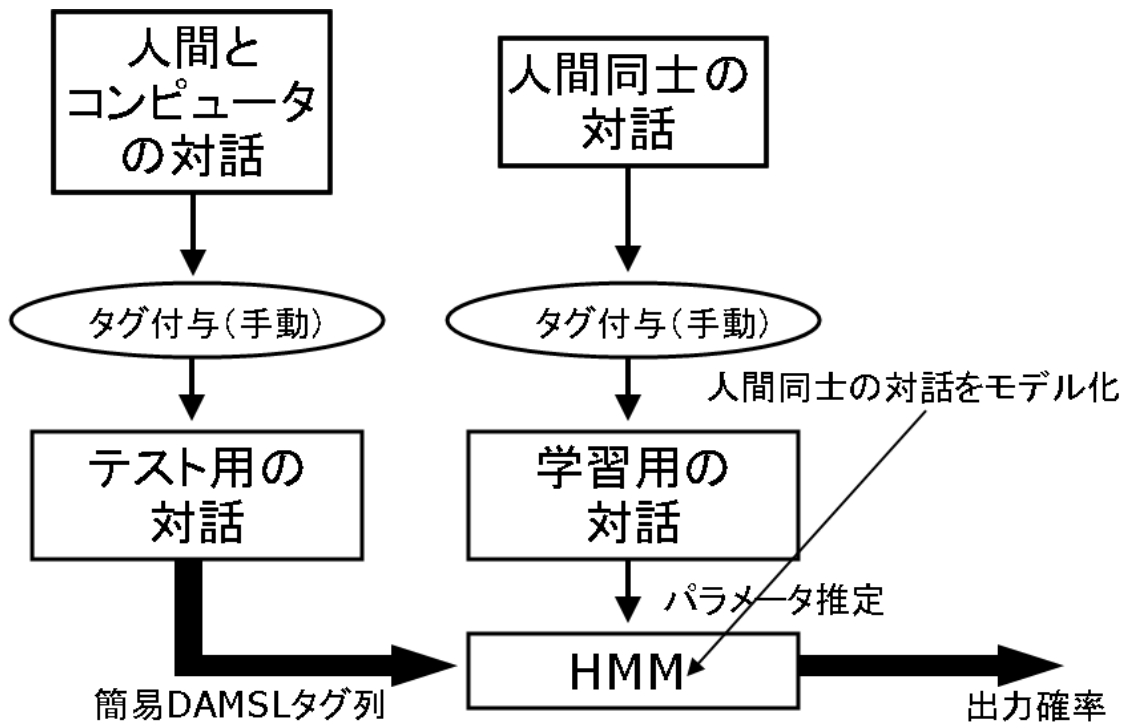 人間と
コンピュータ
の対話
人間同士の
対話
タグ付与(手動)
タグ付与(手動)
人間同士の対話をモデル化
テスト用の
対話
学習用の
対話
パラメータ推定
HMM
簡易DAMSLタグ列
出力確率